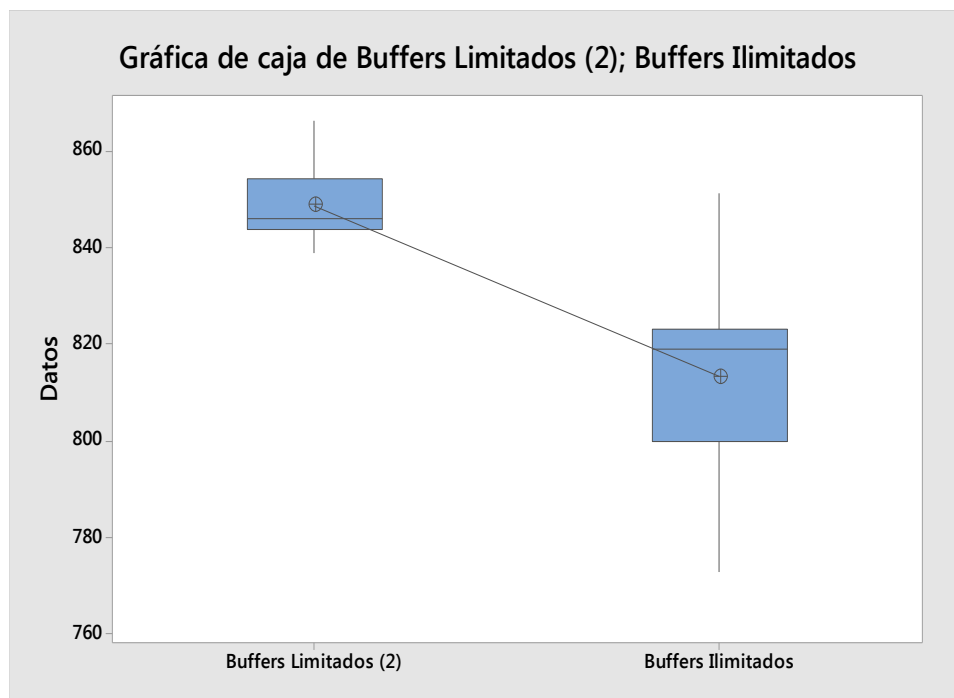 Gráfica de caja de Buffers Limitados (2); Buffers Ilimitados
860
840
820
800
780
760
Datos
Buffers Limitados (2)
Buffers Ilimitados